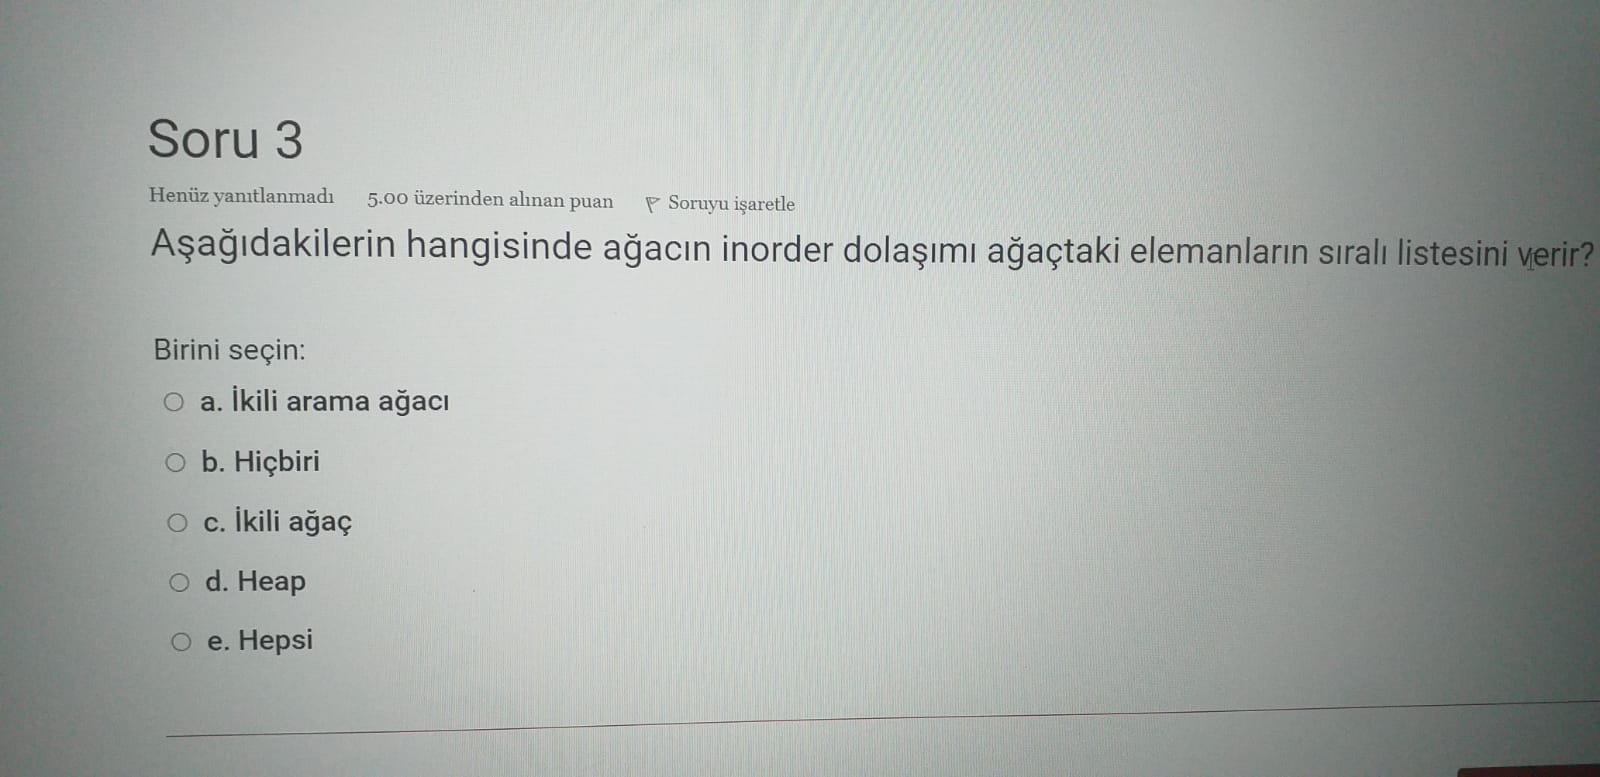 Soru 3
Henüz yanıtlanmadı 5.00 üzerinden alınan puan Soruyu işaretle
Aşağıdakilerin hangisinde ağacın inorder dolaşımı ağaçtaki elemanların sıralı listesini verir?
Birini seçin:
a. İkili arama ağacı
b. Hiçbiri
c. İkili ağaç
d. Heap
e. Hepsi